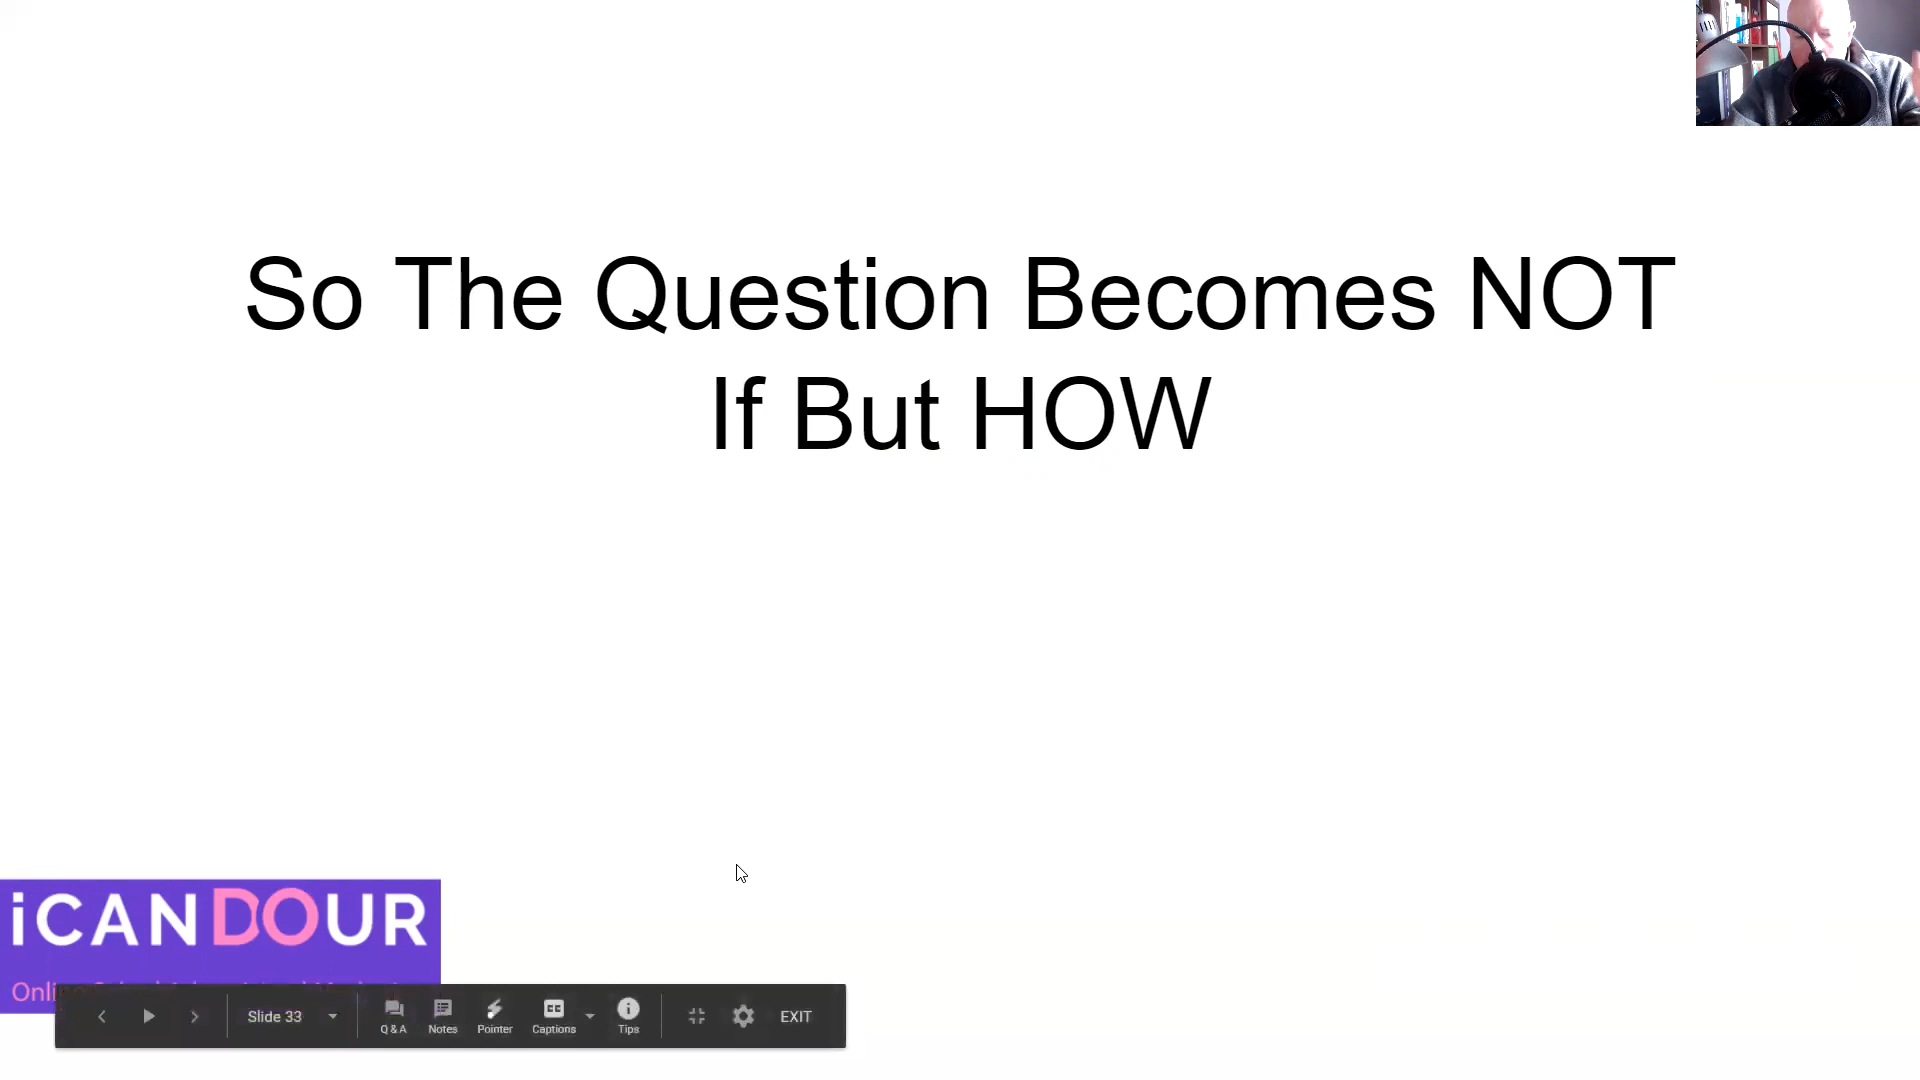 So The Question Becomes NOT
If But HOW
iCANDOUR
Slide 33
Q & A
Notes
Pointer
Captions
Tips
EXIT